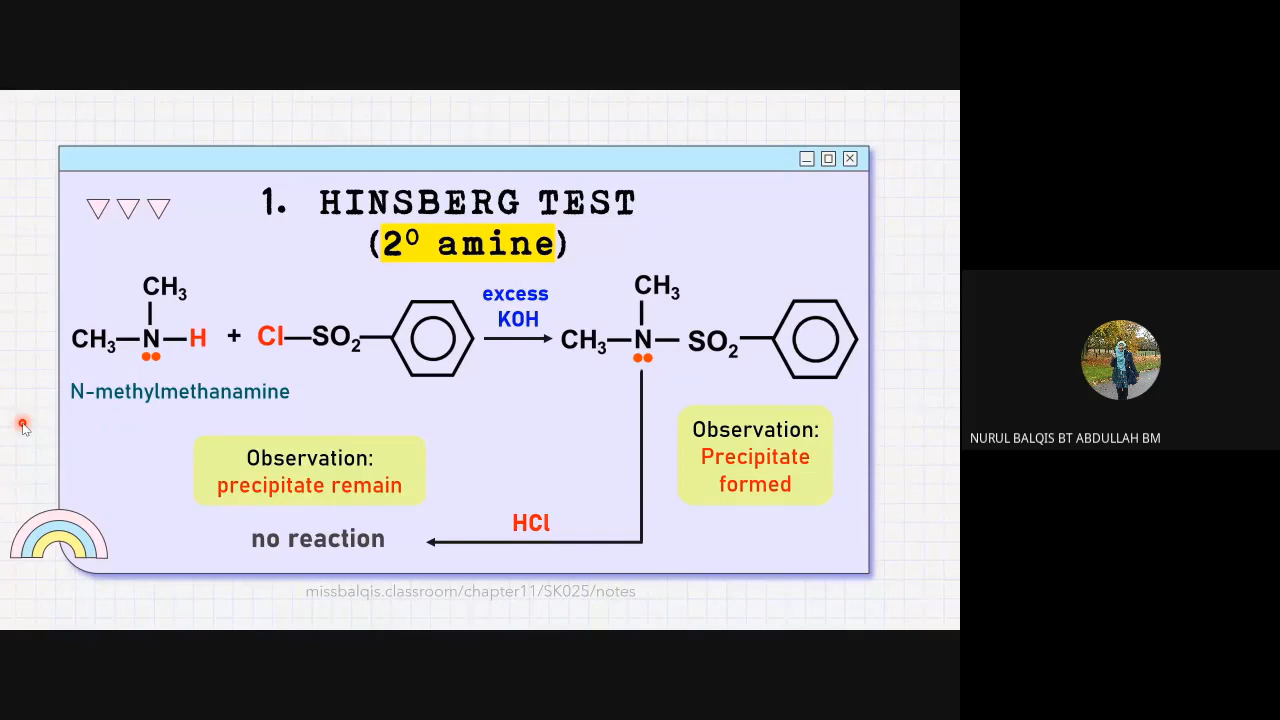 1. HINSBERG TEST
(2⁰ amine)
CH₃
CH₃—N—H + Cl—SO₂
excess
KOH
CH₃
CH₃—N—SO₂
N-methylmethanamine
Observation:
precipitate remain
Observation:
Precipitate
formed
HCl
no reaction
missbalqis.classroom/chapter11/SK025/notes
NURUL BALQIS BT ABDULLAH BM